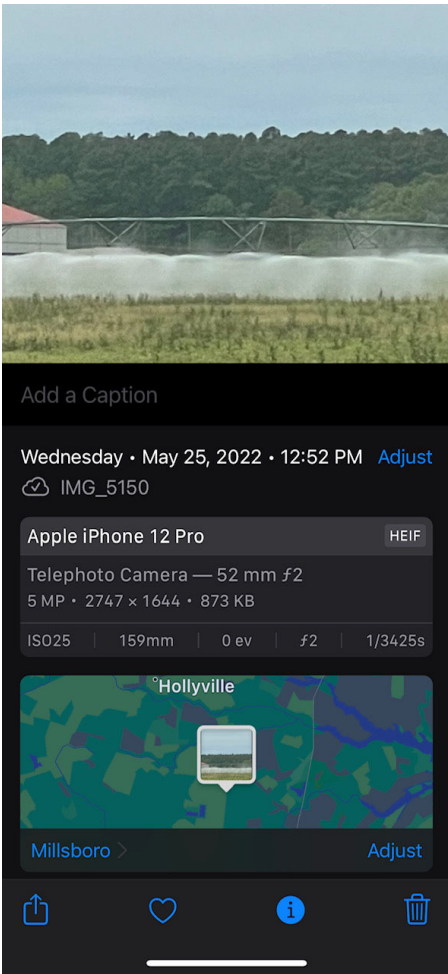 Add a Caption
Wednesday • May 25, 2022 • 12:52 PM Adjust
IMG_5150
Apple iPhone 12 Pro HEIF
Telephoto Camera — 52 mm ƒ2
5 MP • 2747 × 1644 • 873 KB
ISO25 159mm 0 ev ƒ2 1/3425s
Hollyville
Millsboro Adjust